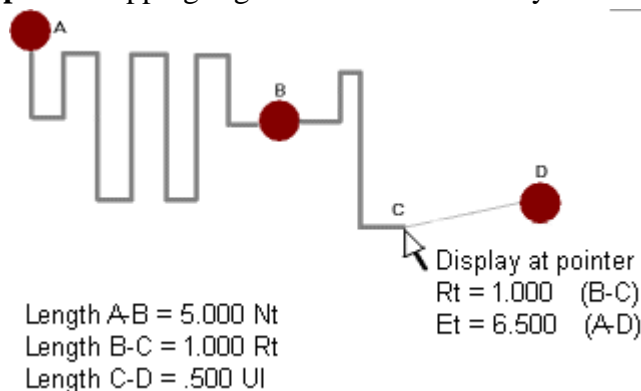 A
B
D
C
Display at pointer
Rt = 1.000 (B-C)
Et = 6.500 (A-D)
Length A-B = 5.000 Nt
Length B-C = 1.000 Rt
Length C-D = .500 Ul